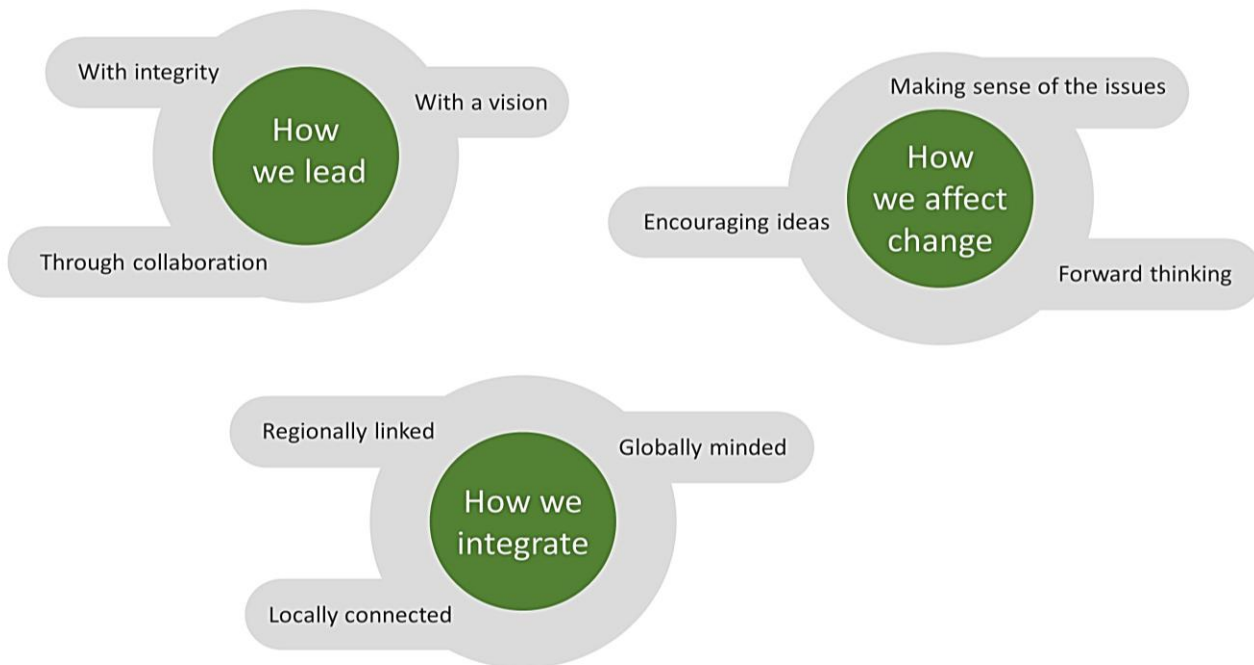 With integrity
With a vision
How
we lead
Through collaboration
Making sense of the issues
How
we affect
change
Encouraging ideas
Forward thinking
Regionally linked
Globally minded
How we
integrate
Locally connected